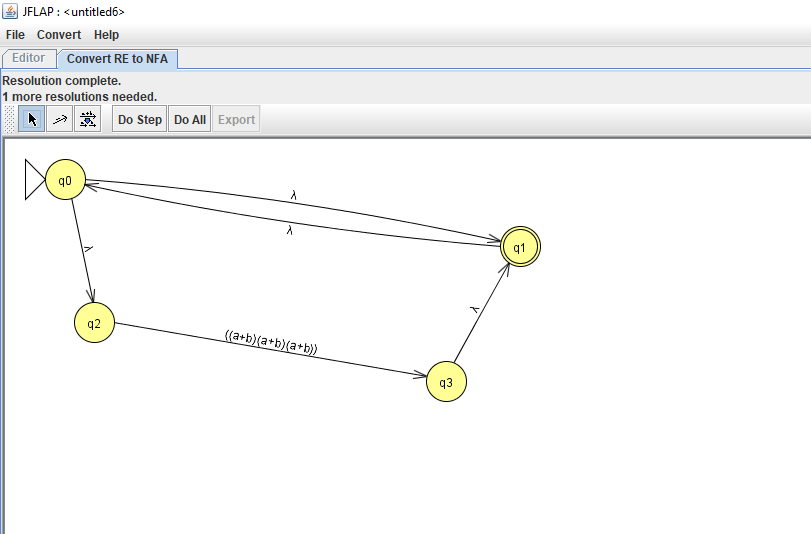 JFLAP : <untitled6>
File Convert Help
Editor Convert RE to NFA
Resolution complete.
1 more resolutions needed.
Do Step Do All Export
q0
λ
λ
q1
λ
q2
((a+b)(a+b)(a+b))
λ
q3